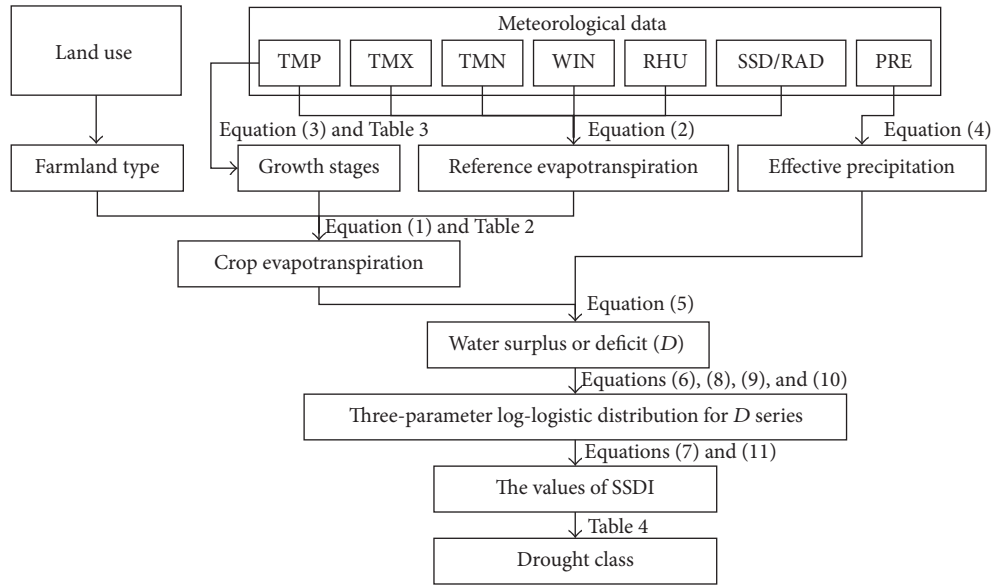 Meteorological data
Land use
TMP
TMX
TMN
WIN
RHU
SSD/RAD
PRE
Equation (3) and Table 3
Equation (2)
Equation (4)
Farmland type
Growth stages
Reference evapotranspiration
Effective precipitation
Equation (1) and Table 2
Crop evapotranspiration
Equation (5)
Water surplus or deficit (D)
Equations (6), (8), (9), and (10)
Three-parameter log-logistic distribution for D series
Equations (7) and (11)
The values of SSDI
Table 4
Drought class